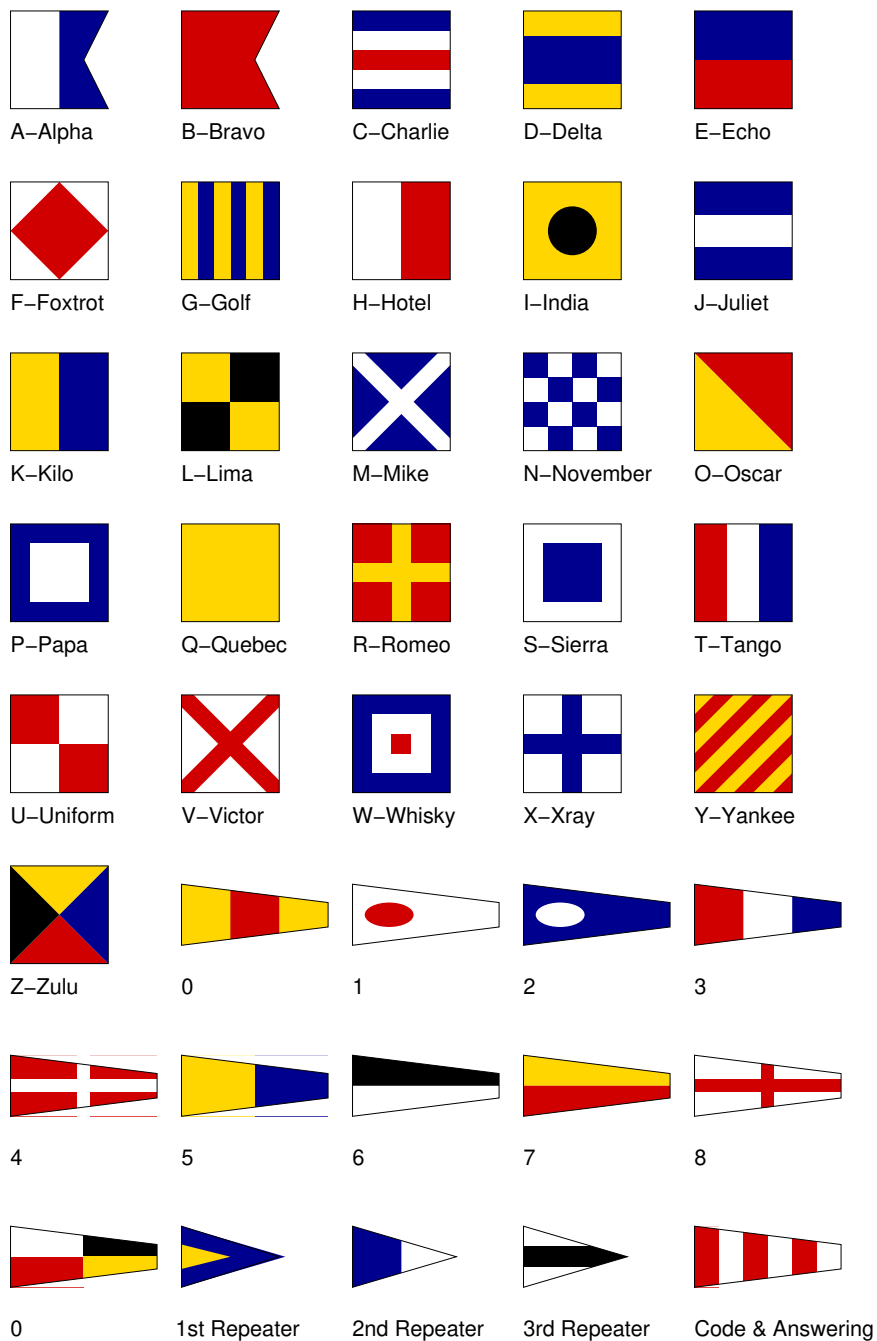 A–Alpha B–Bravo C–Charlie D–Delta E–Echo
F–Foxtrot G–Golf H–Hotel I–India J–Juliet
K–Kilo L–Lima M–Mike N–November O–Oscar
P–Papa Q–Quebec R–Romeo S–Sierra T–Tango
U–Uniform V–Victor W–Whisky X–Xray Y–Yankee
Z–Zulu 0 1 2 3
4 5 6 7 8
0 1st Repeater 2nd Repeater 3rd Repeater Code & Answering